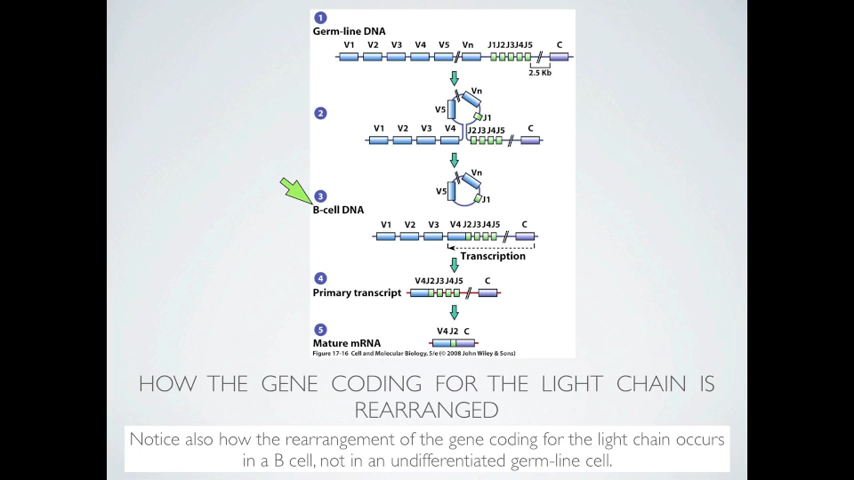 1
Germ-line DNA
V1 V2 V3 V4 V5 Vn J1J2J3J4J5 C
2.5 Kb
Vn
V5
J1
2
V1 V2 V3 V4 J2J3J4J5 C
Vn
V5
J1
3
B-cell DNA
V1 V2 V3 V4J2J3J4J5 C
Transcription
4
V4J2J3J4J5 C
Primary transcript
5
V4 J2 C
Mature mRNA
Figure 17-16 Cell and Molecular Biology, 5/e (© 2008 John Wiley & Sons)
HOW THE GENE CODING FOR THE LIGHT CHAIN IS
REARRANGED
Notice also how the rearrangement of the gene coding for the light chain occurs
in a B cell, not in an undifferentiated germ-line cell.